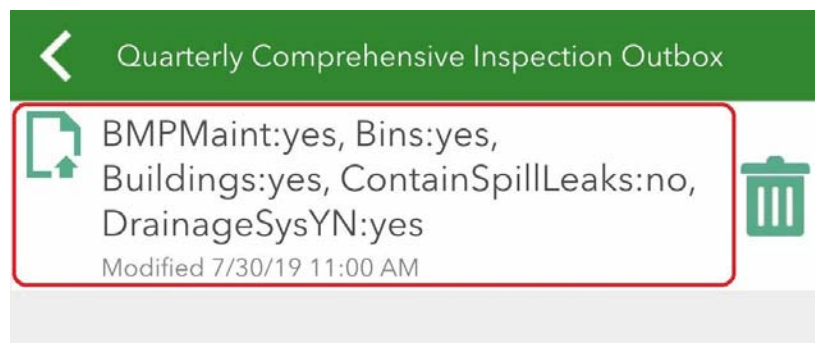 Quarterly Comprehensive Inspection Outbox
BMPMaint:yes, Bins:yes,
Buildings:yes, ContainSpillLeaks:no,
DrainageSysYN:yes
Modified 7/30/19 11:00 AM